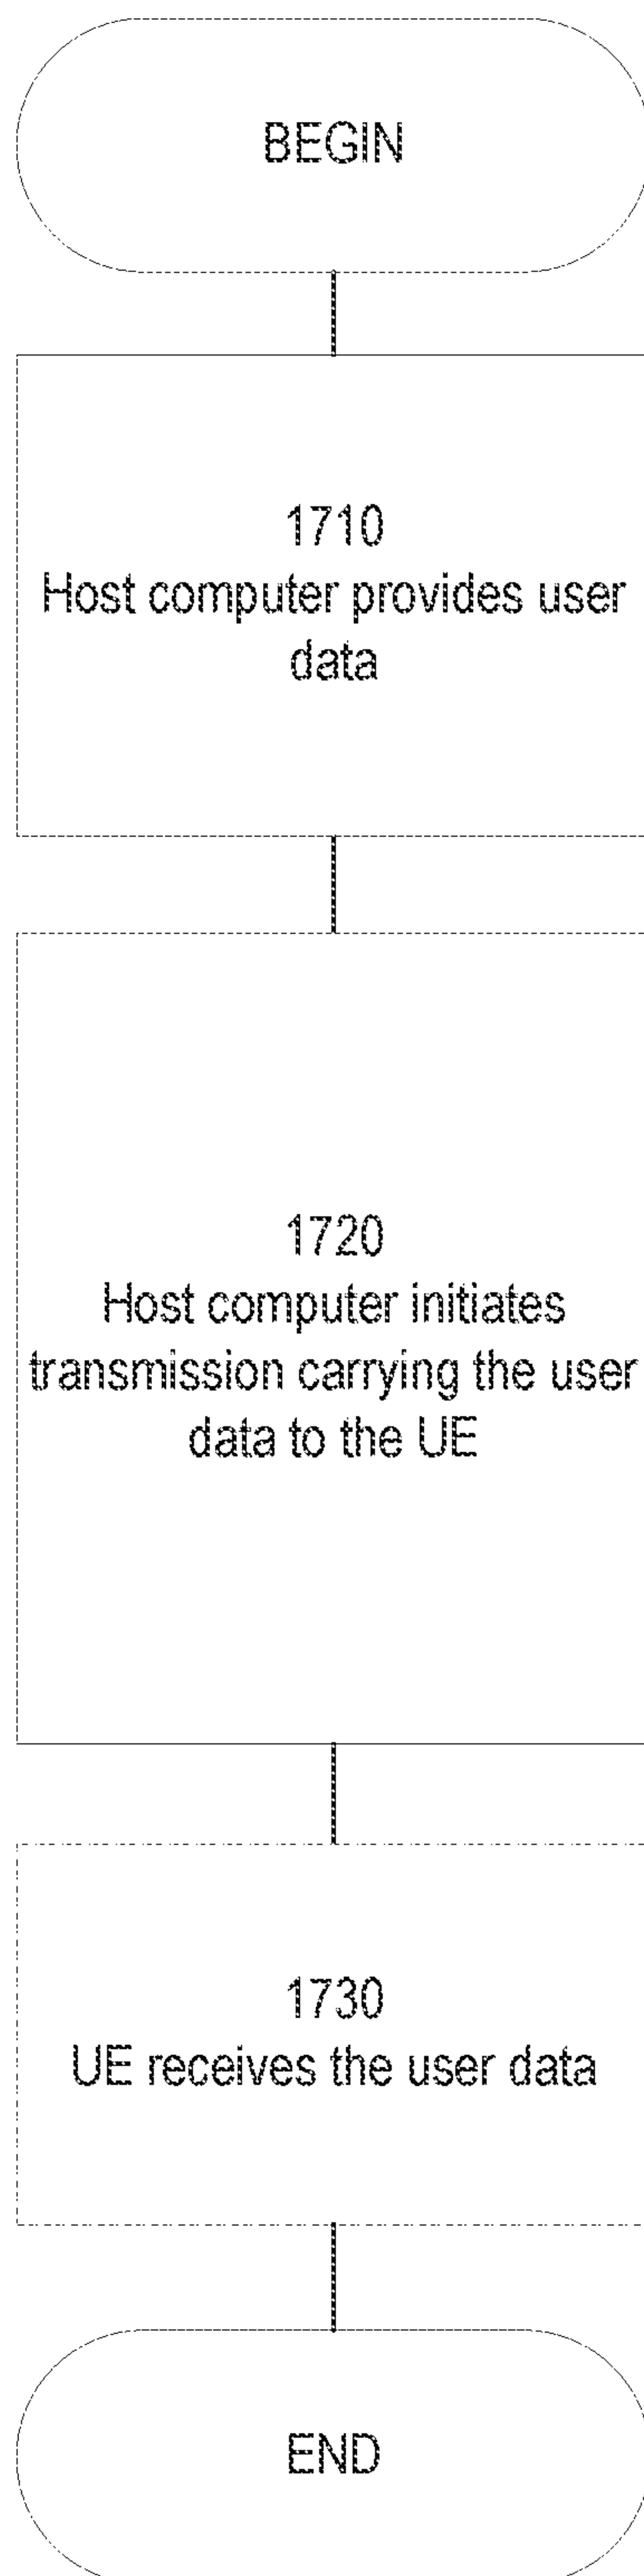 BEGIN
1710
Host computer provides user
data
1720
Host computer initiates
transmission carrying the user
data to the UE
1730
UE receives the user data
END